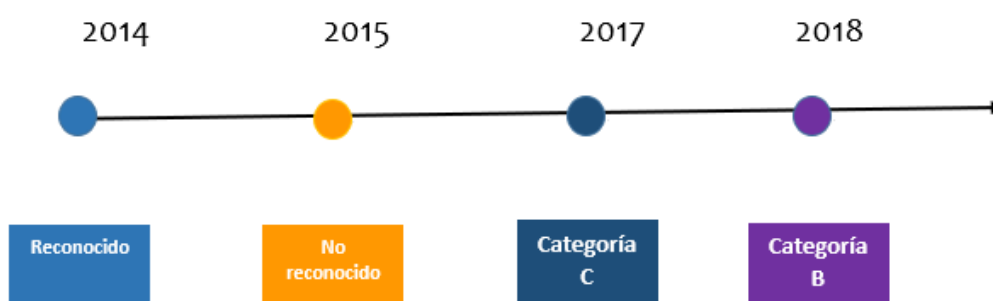 2014 2015 2017 2018
Reconocido
No
reconocido
Categoría
C
Categoría
B